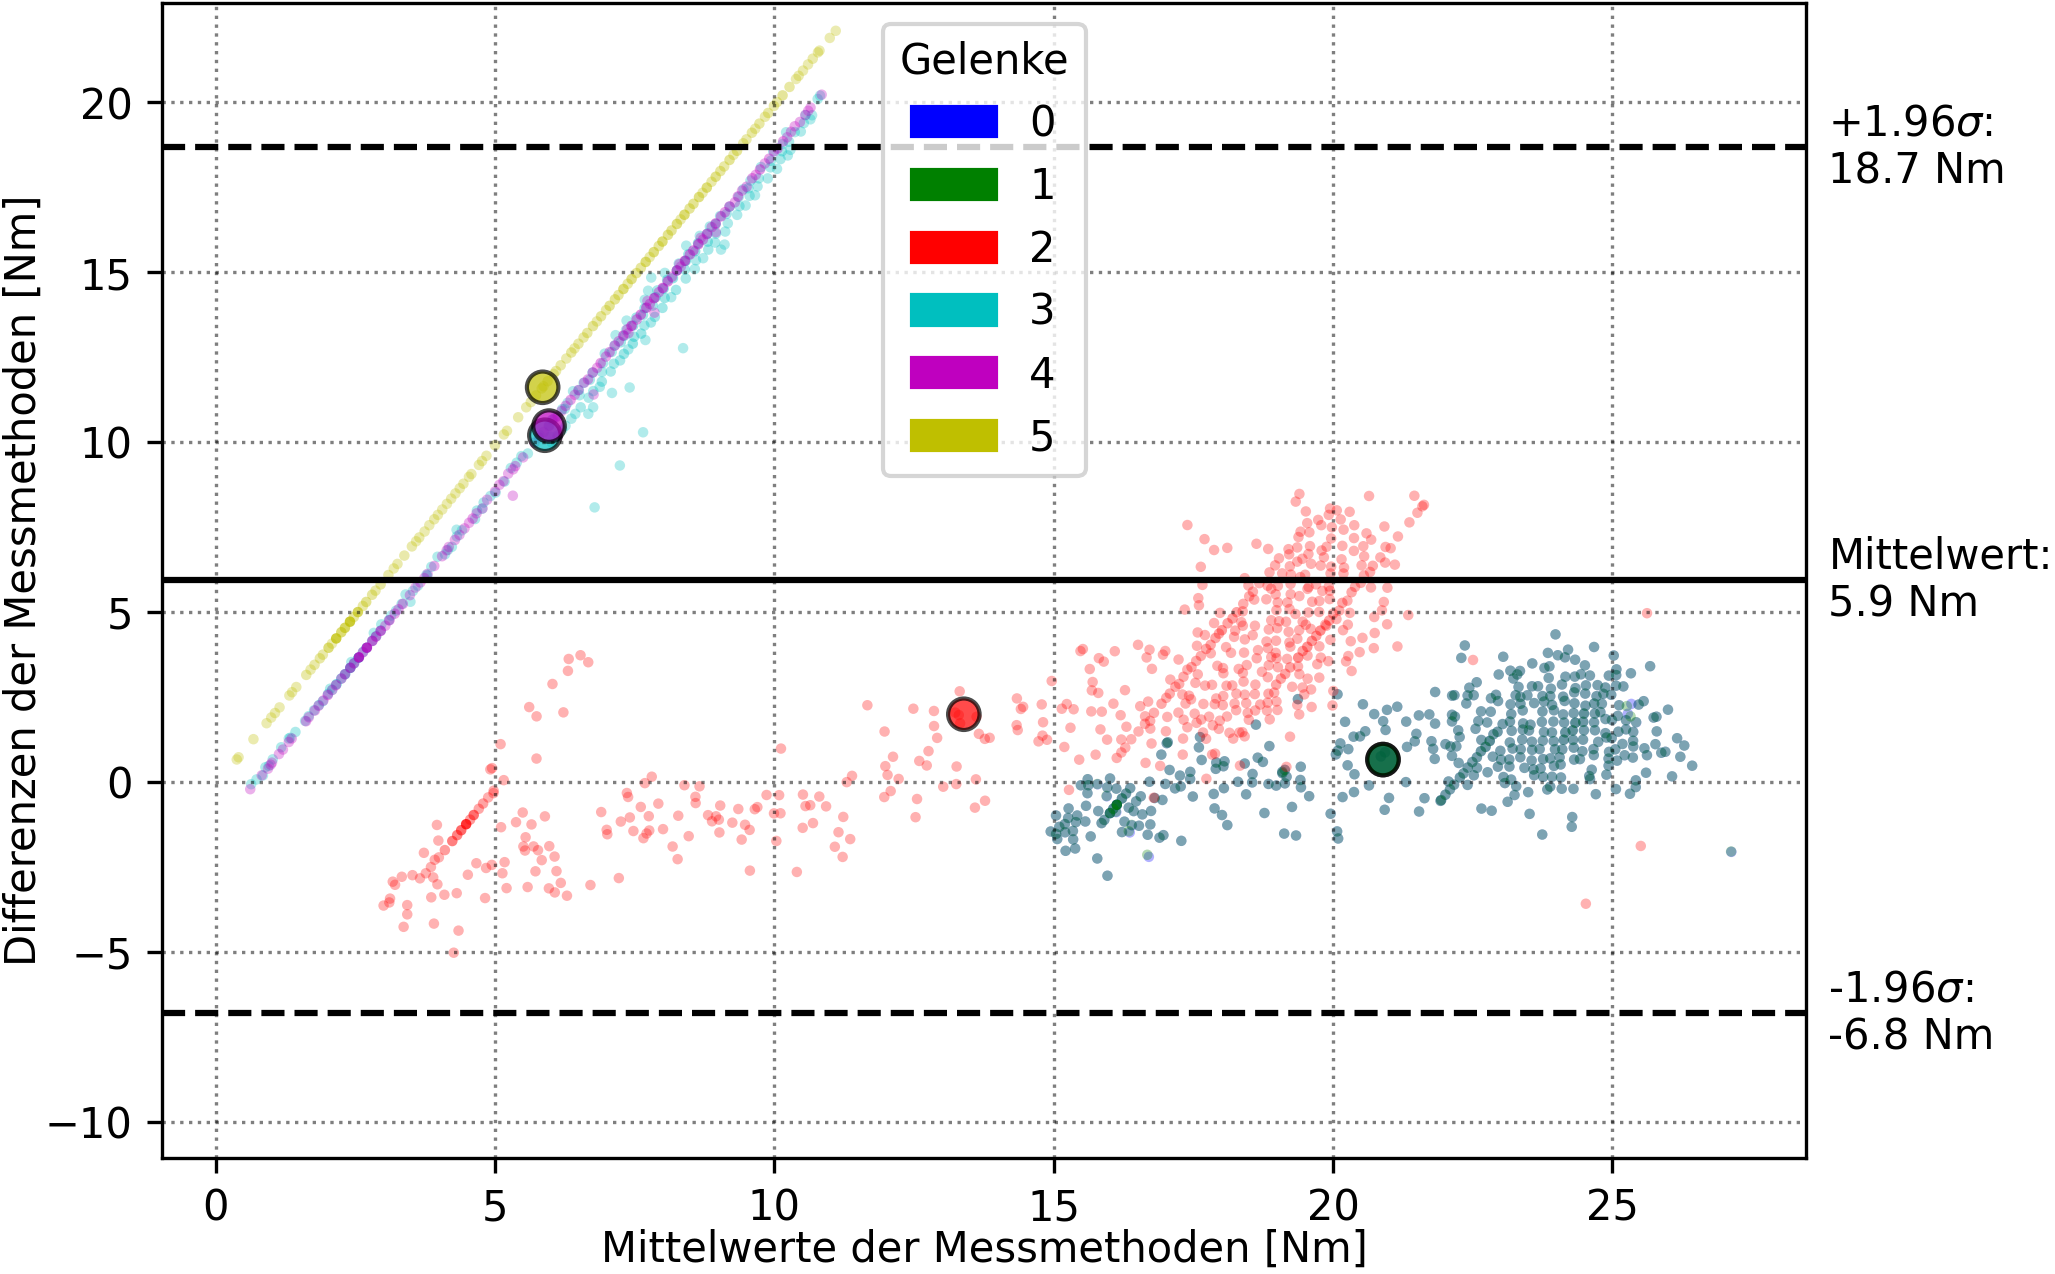 Gelenke
0
1
2
3
4
5
20
15
10
5
0
−5
−10
Differenzen der Messmethoden [Nm]
0 5 10 15 20 25
Mittelwerte der Messmethoden [Nm]
+1.96σ:
18.7 Nm
Mittelwert:
5.9 Nm
-1.96σ:
-6.8 Nm